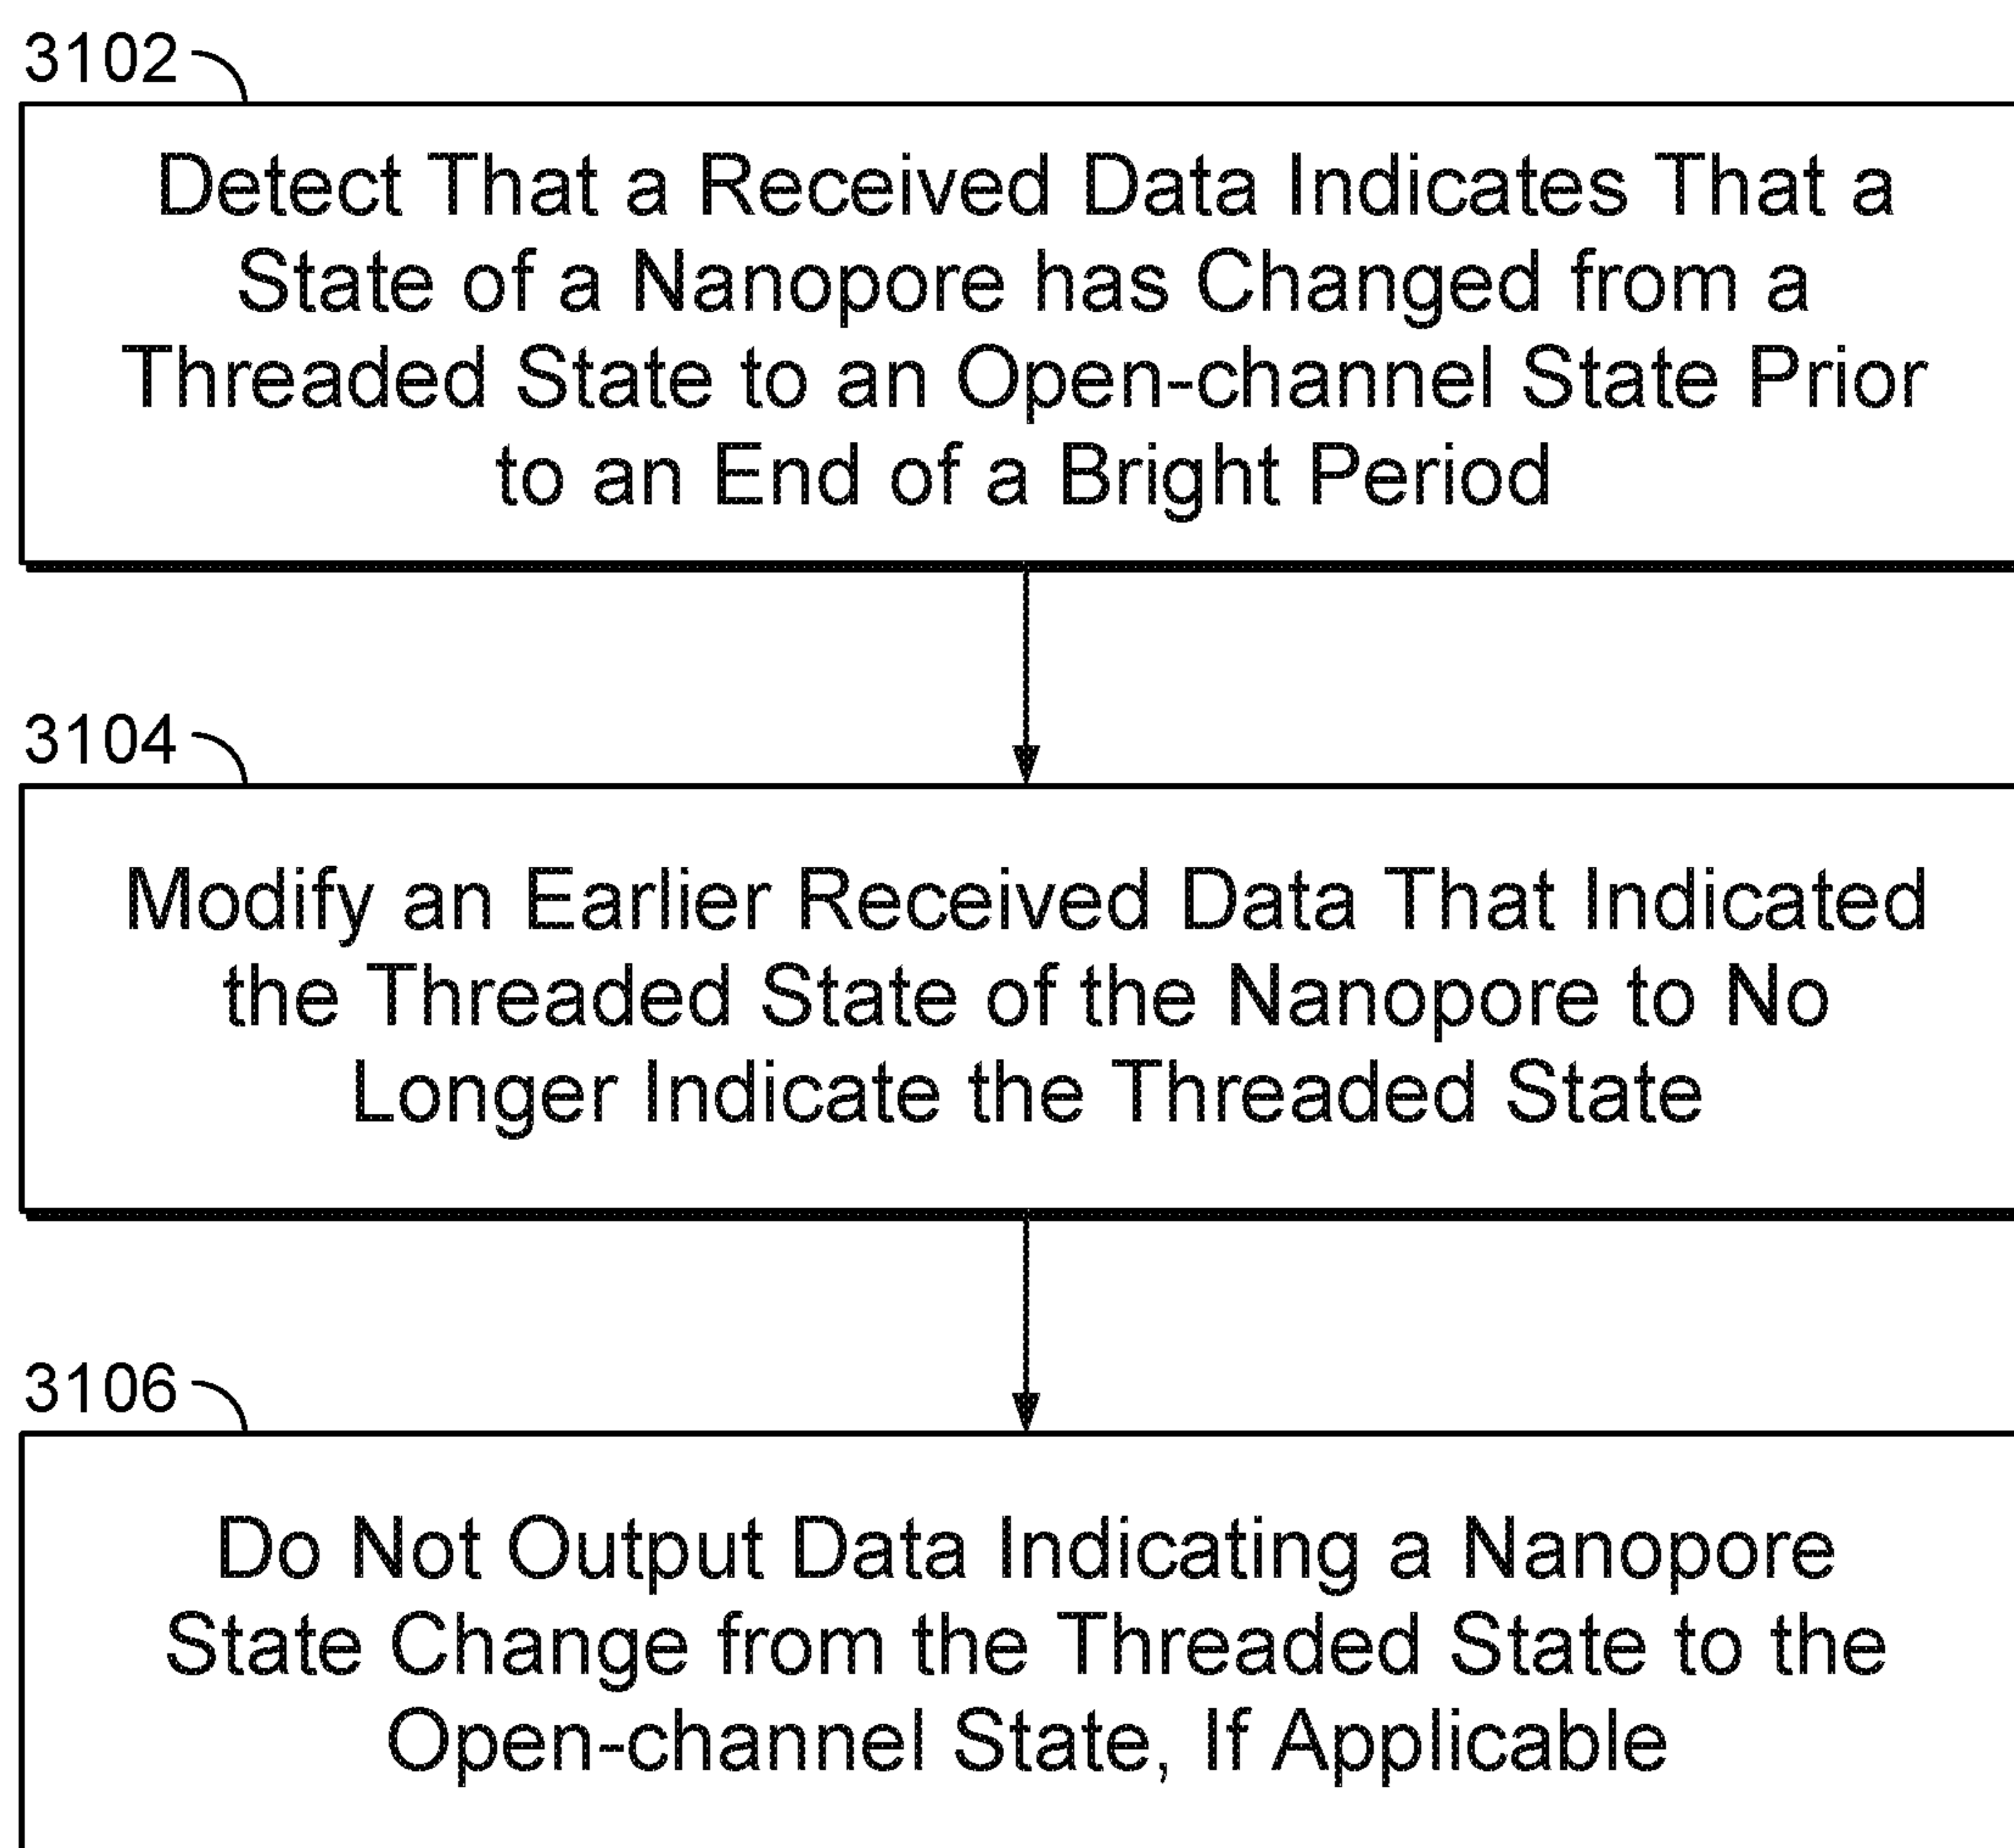 3102
Detect That a Received Data Indicates That a
State of a Nanopore has Changed from a
Threaded State to an Open-channel State Prior
to an End of a Bright Period
3104
Modify an Earlier Received Data That Indicated
the Threaded State of the Nanopore to No
Longer Indicate the Threaded State
3106
Do Not Output Data Indicating a Nanopore
State Change from the Threaded State to the
Open-channel State, If Applicable